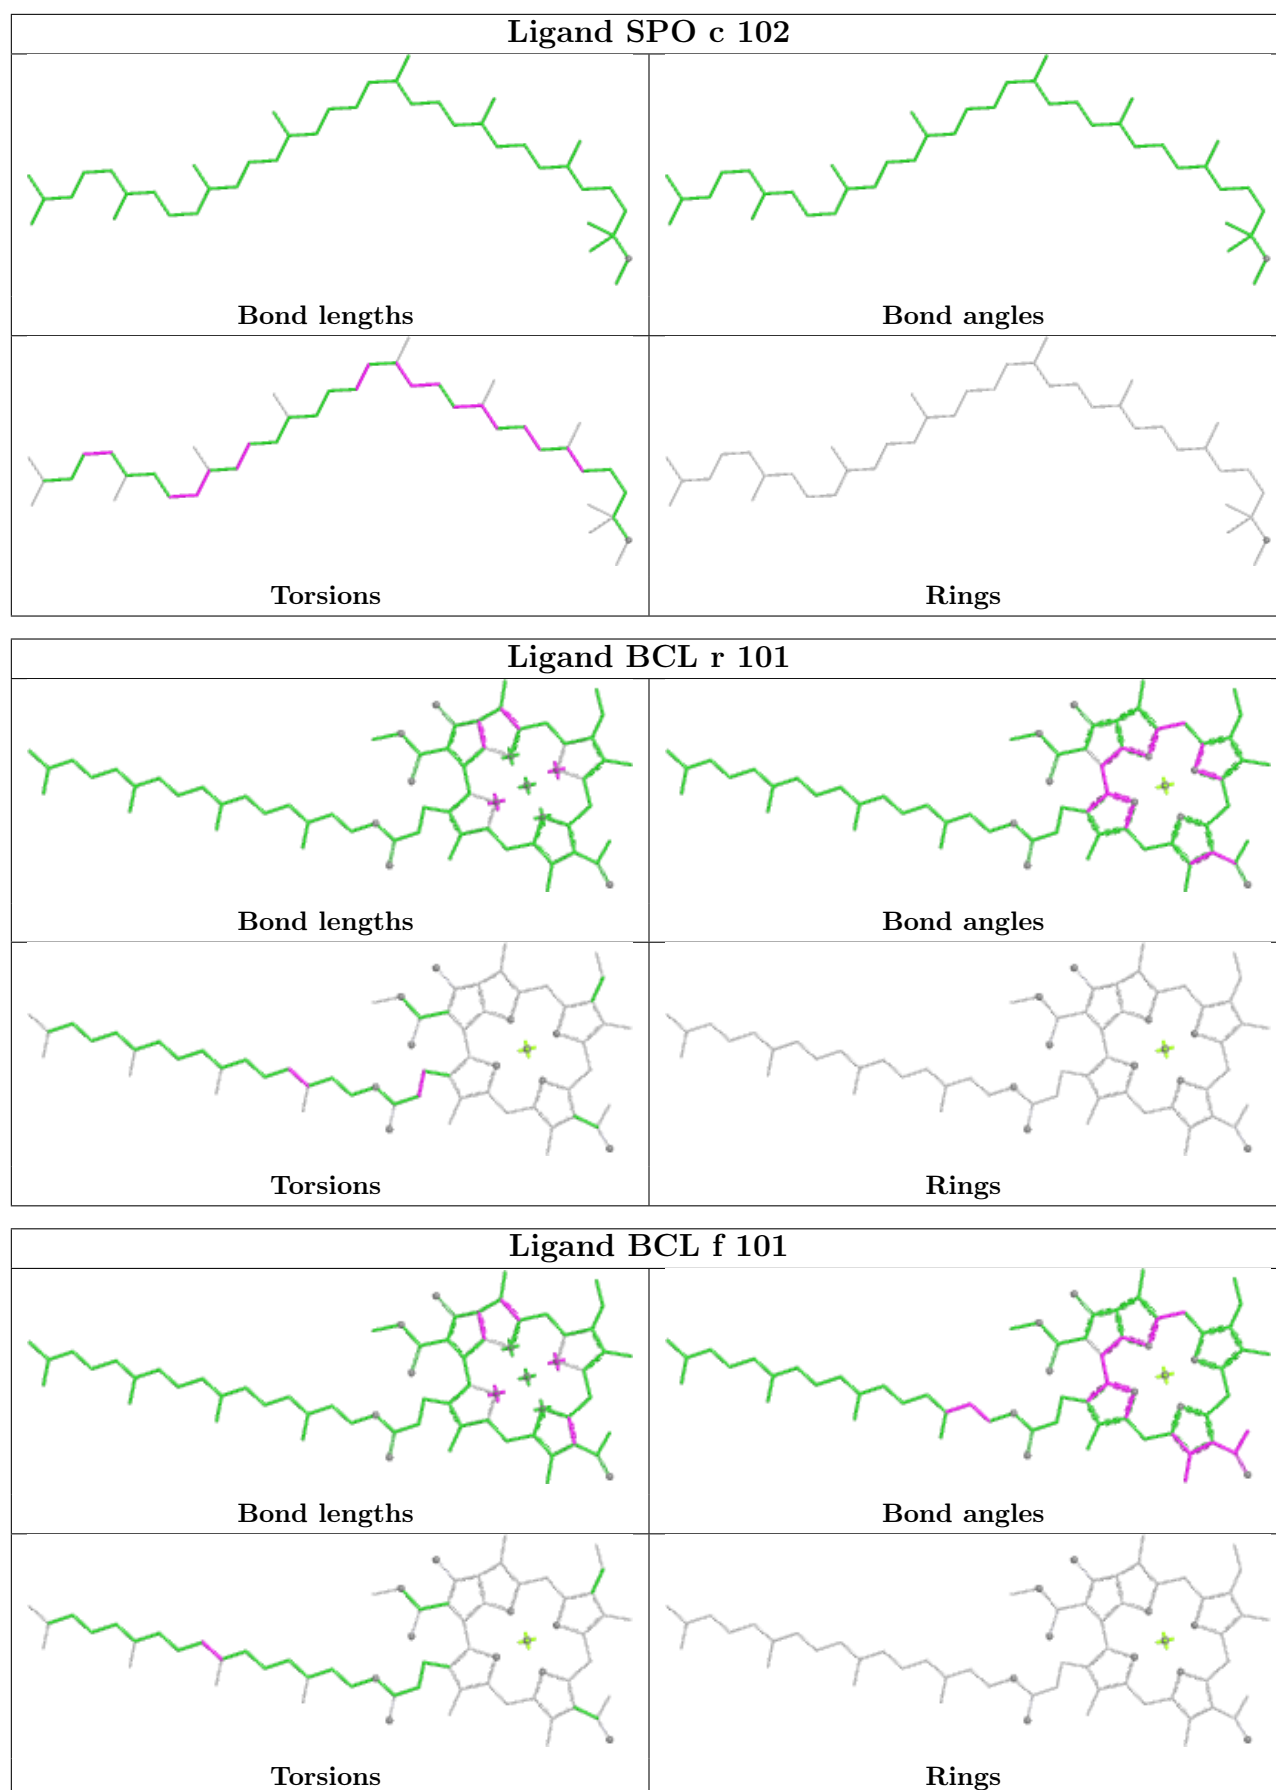 Ligand SPO c 102
Bond lengths
Bond angles
Torsions
Rings
Ligand BCL r 101
Bond lengths
Bond angles
Torsions
Rings
Ligand BCL f 101
Bond lengths
Bond angles
Torsions
Rings